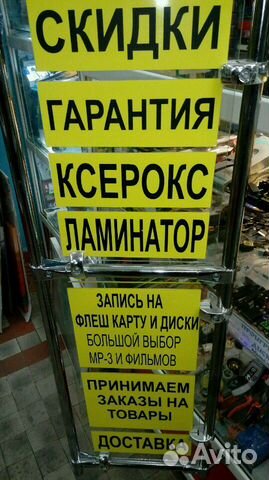 СКИДКИ
ГАРАНТИЯ
КСЕРОКС
ЛАМИНАТОР
ЗАПИСЬ НА
ФЛЕШ КАРТУ И ДИСКИ
БОЛЬШОЙ ВЫБОР
МР-3 И ФИЛЬМОВ
ПРИНИМАЕМ
ЗАКАЗЫ НА
ТОВАРЫ
ДОСТАВКА
Avito